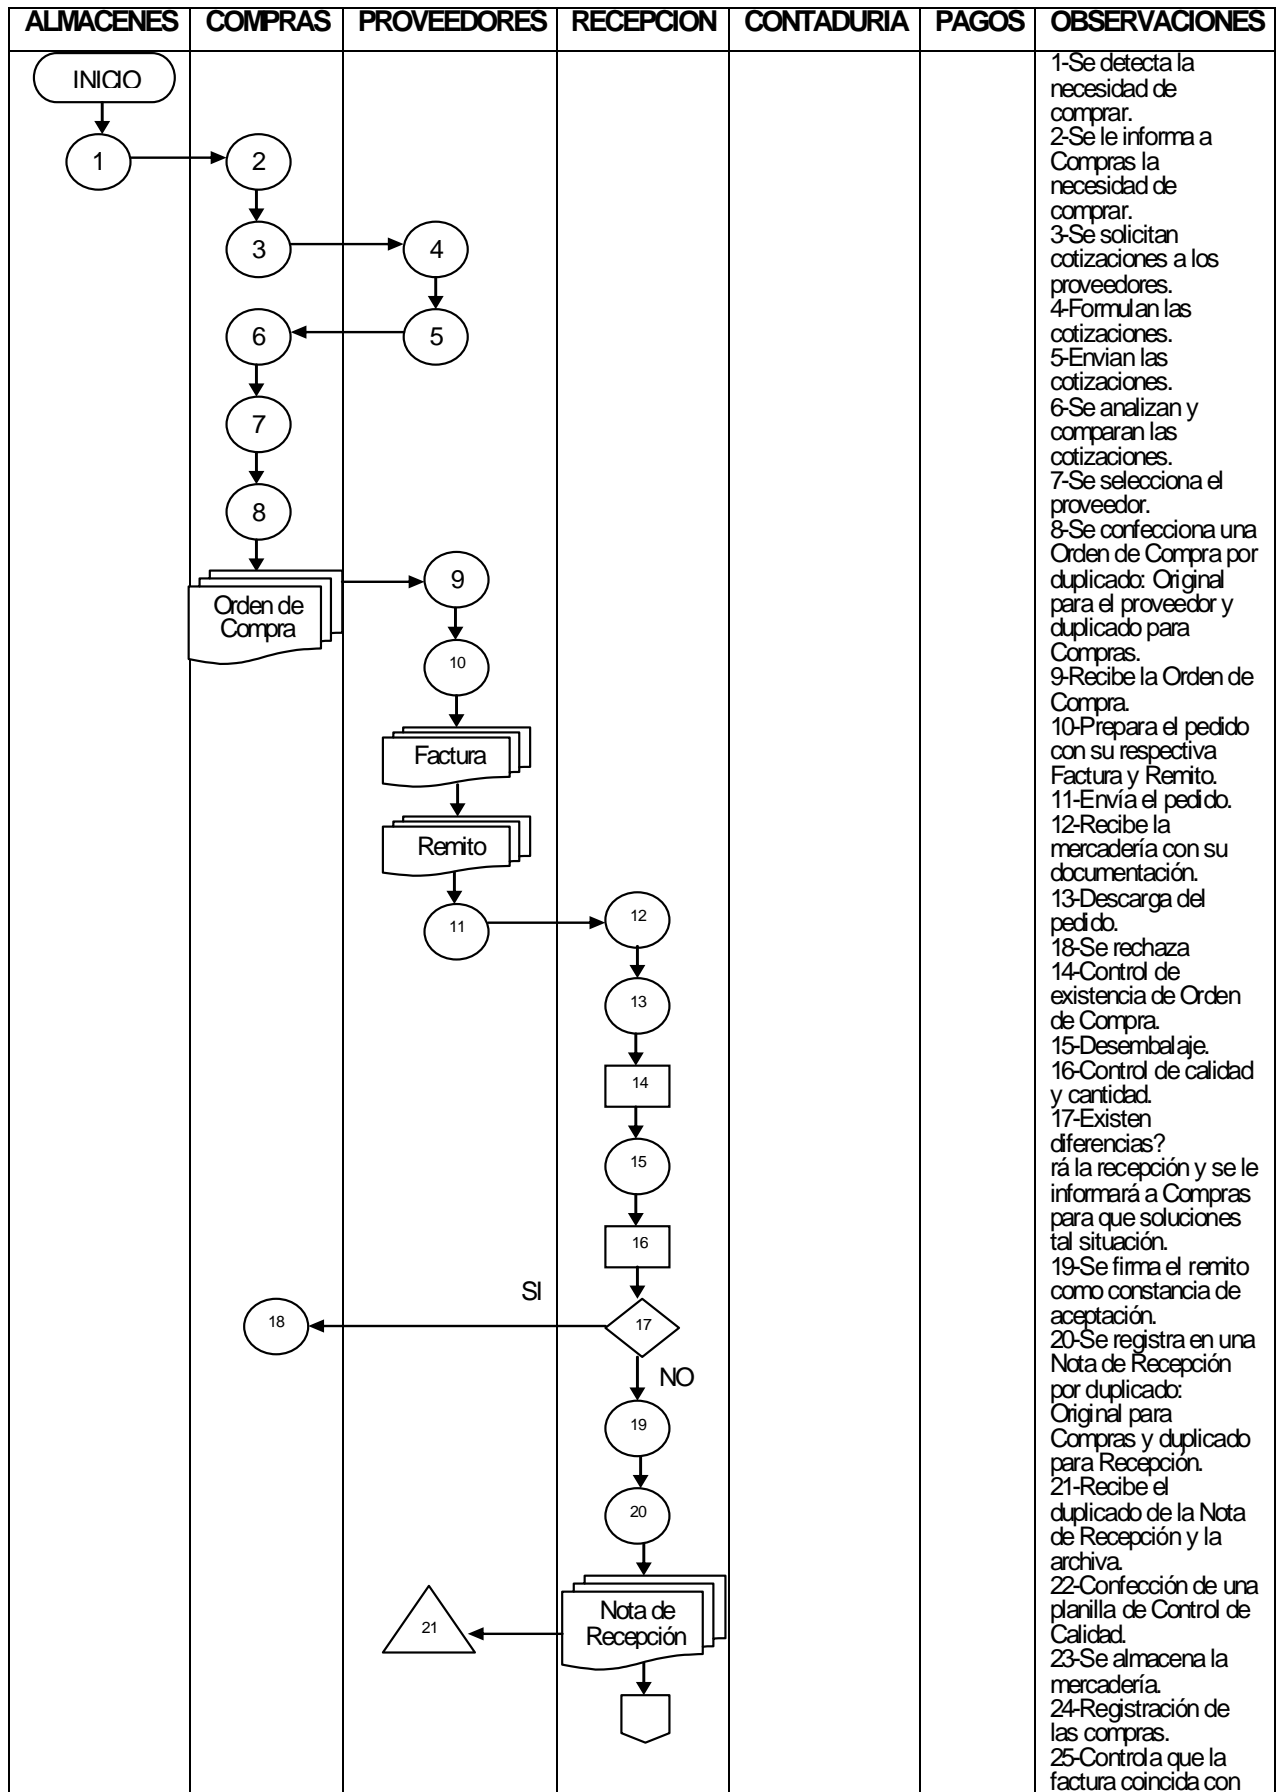 ALMACENES COMPRAS PROVEEDORES RECEPCION CONTADURIA PAGOS OBSERVACIONES
INICIO
1
2
3
4
6
5
7
8
Orden de
Compra
9
10
Factura
Remito
11
12
13
14
15
16
SI
18
17
NO
19
20
21
Nota de
Recepción
1-Se detecta la
necesidad de
comprar.
2-Se le informa a
Compras la
necesidad de
comprar.
3-Se solicitan
cotizaciones a los
proveedores.
4-Formulan las
cotizaciones.
5-Envian las
cotizaciones.
6-Se analizan y
comparan las
cotizaciones.
7-Se selecciona el
proveedor.
8-Se confecciona una
Orden de Compra por
duplicado: Original
para el proveedor y
duplicado para
Compras.
9-Recibe la Orden de
Compra.
10-Prepara el pedido
con su respectiva
Factura y Remito.
11-Envía el pedido.
12-Recibe la
mercadería con su
documentación.
13-Descarga del
pedido.
18-Se rechaza
14-Control de
existencia de Orden
de Compra.
15-Desembalaje.
16-Control de calidad
y cantidad.
17-Existen
diferencias?
rá la recepción y se le
informará a Compras
para que soluciones
tal situación.
19-Se firma el remito
como constancia de
aceptación.
20-Se registra en una
Nota de Recepción
por duplicado:
Original para
Compras y duplicado
para Recepción.
21-Recibe el
duplicado de la Nota
de Recepción y la
archiva.
22-Confección de una
planilla de Control de
Calidad.
23-Se almacena la
mercadería.
24-Registración de
las compras.
25-Controla que la
factura coincida con